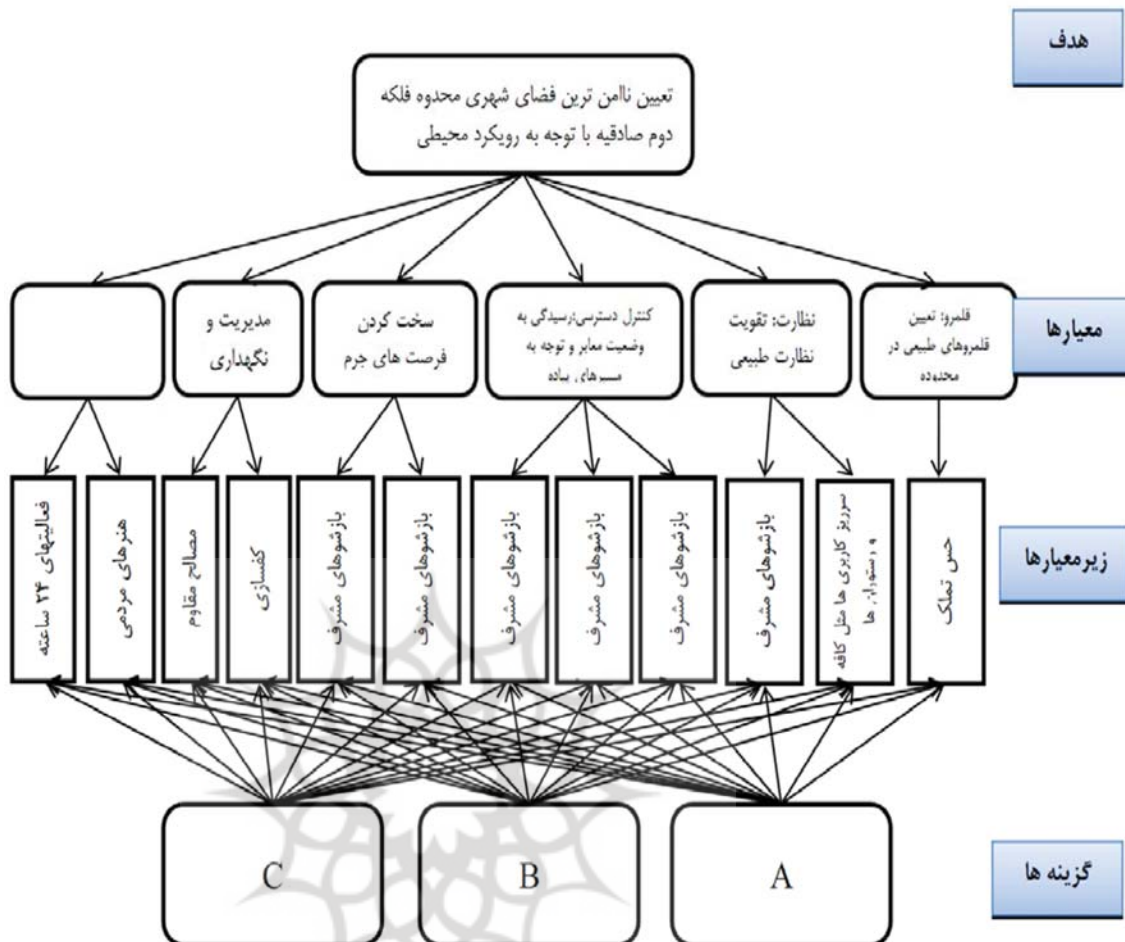 هدف
تعیین ناامن ترین فضای شهری محدوه فلکه
دوم صادقیه با توجه به رویکرد محیطی
معیارها
قلمرو: تعیین
قلمروهای طبیعی در
محدوده
نظارت: تقویت
نظارت طبیعی
کنترل دسترسی:رسیدگی به
وضعیت معابر و توجه به
مسیرهای پیاده
سخت کردن
فرصت های جرم
مدیریت و
نگهداری
زیرمعیارها
حس تملک
سرریز کاربری ها مثل کافه
و رستوران ها
بازشوهای مشرف
بازشوهای مشرف
بازشوهای مشرف
بازشوهای مشرف
بازشوهای مشرف
بازشوهای مشرف
کفسازی
مصالح مقاوم
هنرهای مردمی
فعالیتهای ۲۴ ساعته
گزینه ها
A
B
C